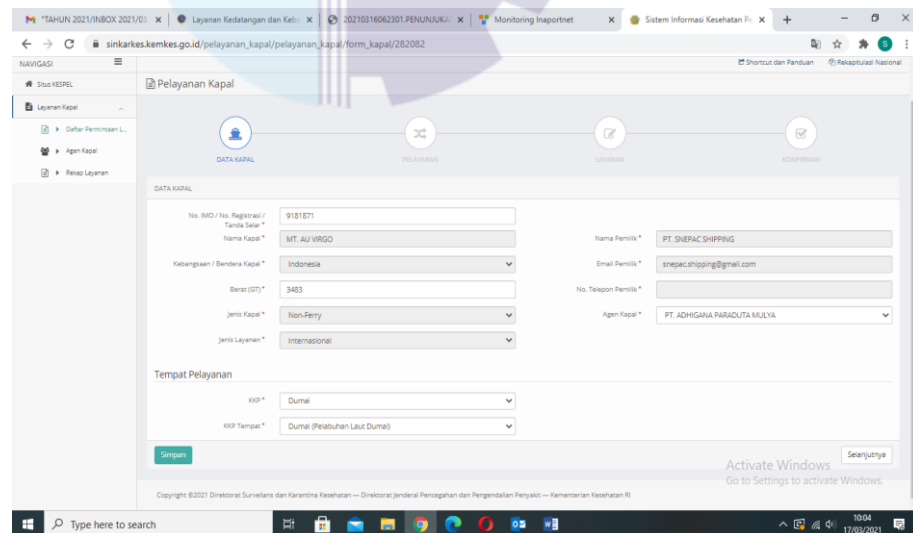 *TAHUN 2021/INBOX 2021/03.
Layanan Kedatangan dan Keb
20210316062301.PENUNJUKA
Monitoring Inaportnet
Sistem Informasi Kesehatan Pe
sinkarkes.kemkes.go.id/pelayanan_kapal/pelayanan_kapal/form_kapal/282082
S
NAVIGASI
Shortcut dan Panduan
Rekapitulasi Nasional
Situs KESPEL
Pelayanan Kapal
Layanan Kapal
Daftar Permintaan L...
Agen Kapal
Rekap Layanan
DATA KAPAL
PELAYANAN
LAYANAN
KONFIRMASI
DATA KAPAL
No. IMO / No. Registrasi / Tanda Selar *
9181871
Nama Kapal *
MT. AU VIRGO
Nama Pemilik *
PT. SNEPAC SHIPPING
Kebangsaan / Bendera Kapal *
Indonesia
Email Pemilik *
snepac.shipping@gmail.com
Berat (GT) *
3483
No. Telepon Pemilik *
Jenis Kapal *
Non-Ferry
Agen Kapal *
PT. ADHIGANA PARADUTA MULYA
Jenis Layanan *
Internasional
Tempat Pelayanan
KKP *
Dumai
KKP Tempat *
Dumai (Pelabuhan Laut Dumai)
Simpan
Selanjutnya
Activate Windows
Go to Settings to activate Windows.
Copyright ©2021 Direktorat Surveilans dan Karantina Kesehatan — Direktorat Jenderal Pencegahan dan Pengendalian Penyakit — Kementerian Kesehatan RI
Type here to search
10:04
17/03/2021